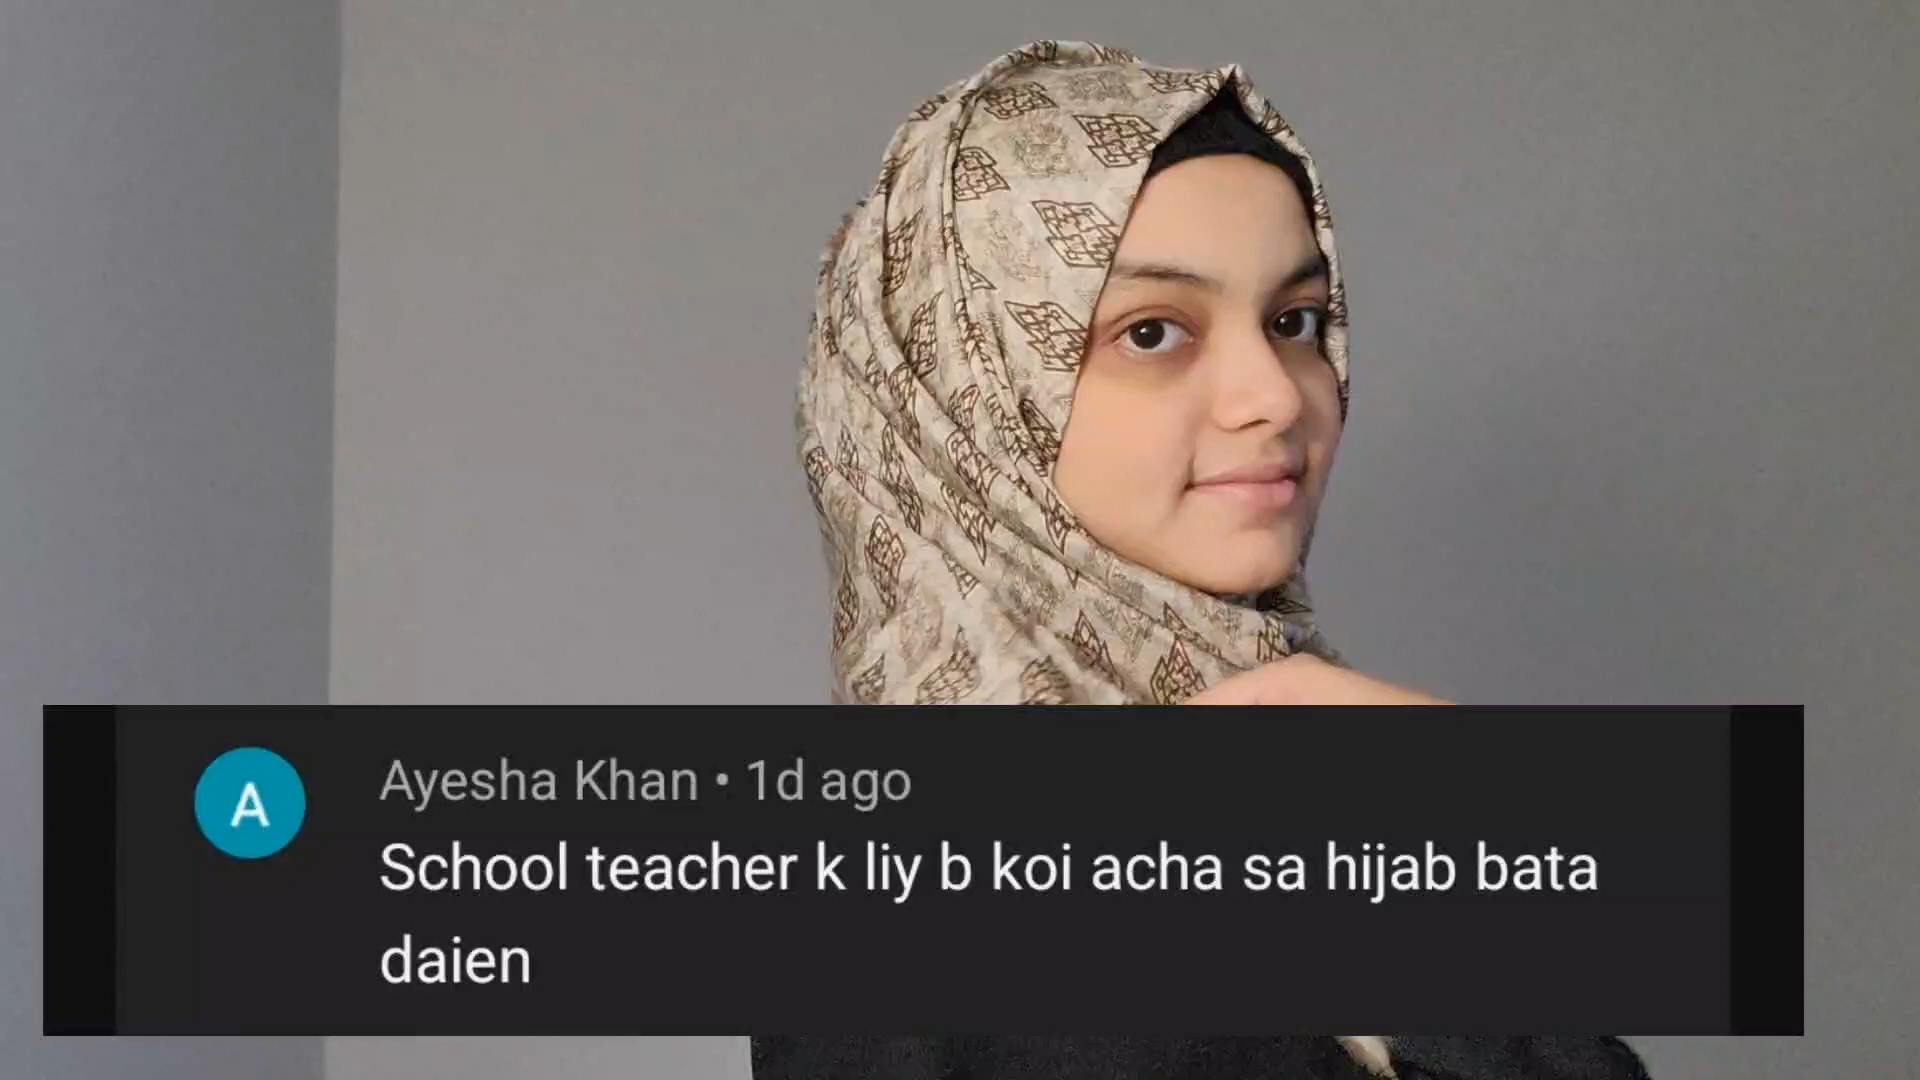 A
Ayesha Khan • 1d ago
School teacher k liy b koi acha sa hijab bata
daien